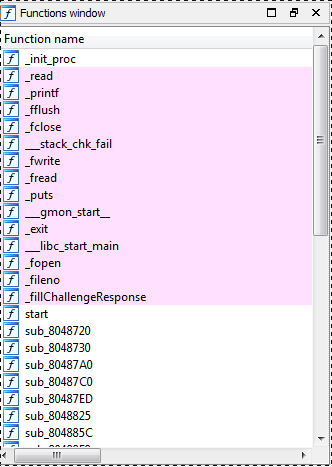 Functions window
Function name
_init_proc
_read
_printf
_fflush
_fclose
___stack_chk_fail
_fwrite
_fread
_puts
___gmon_start__
_exit
___libc_start_main
_fopen
_fileno
_fillChallengeResponse
start
sub_8048720
sub_8048730
sub_80487A0
sub_80487C0
sub_80487ED
sub_8048825
sub_804885C